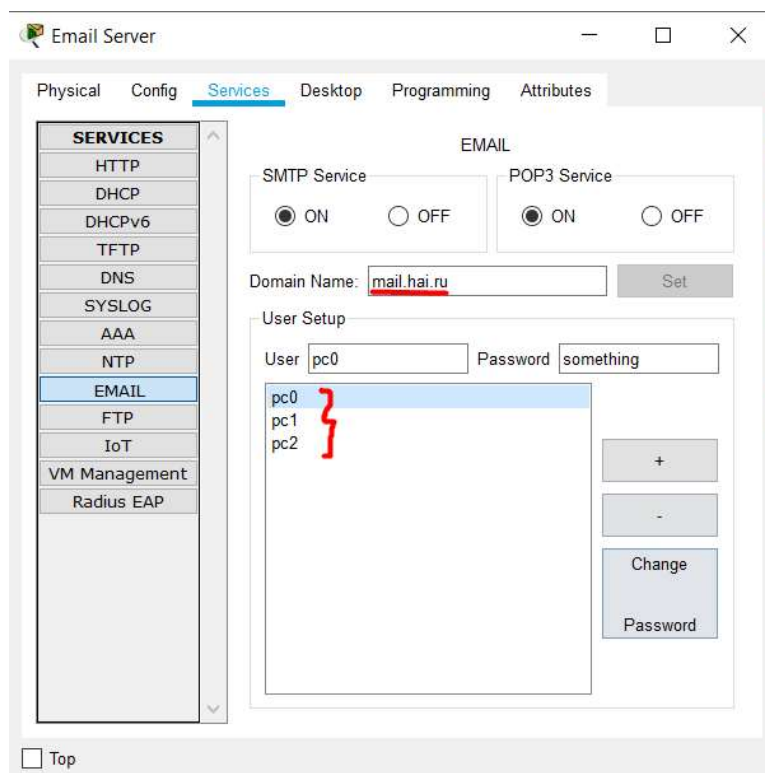 Email Server
Physical Config Services Desktop Programming Attributes
SERVICES
HTTP
DHCP
DHCPv6
TFTP
DNS
SYSLOG
AAA
NTP
EMAIL
FTP
IoT
VM Management
Radius EAP
EMAIL
SMTP Service
ON OFF
POP3 Service
ON OFF
Domain Name: mail.hai.ru Set
User Setup
User pc0 Password something
pc0
pc1
pc2
+
-
Change
Password
Top